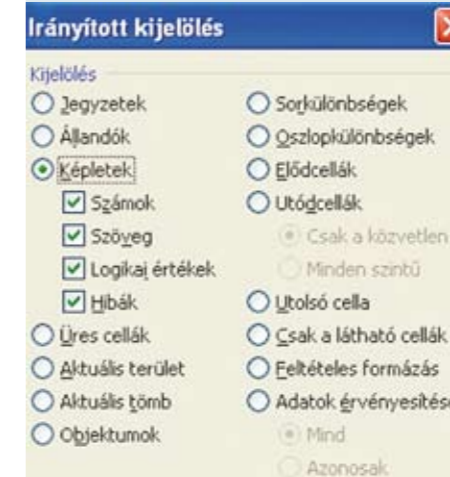 Irányított kijelölés
Kijelölés
Jegyzetek
Állandók
Képletek
Számok
Szöveg
Logikai értékek
Hibák
Üres cellák
Aktuális terület
Aktuális tömb
Objektumok
Sorkülönbségek
Oszlopkülönbségek
Elődcellák
Utódcellák
Csak a közvetlen
Minden szintű
Utolsó cella
Csak a látható cellák
Feltételes formázás
Adatok érvényesítése
Mind
Azonosak